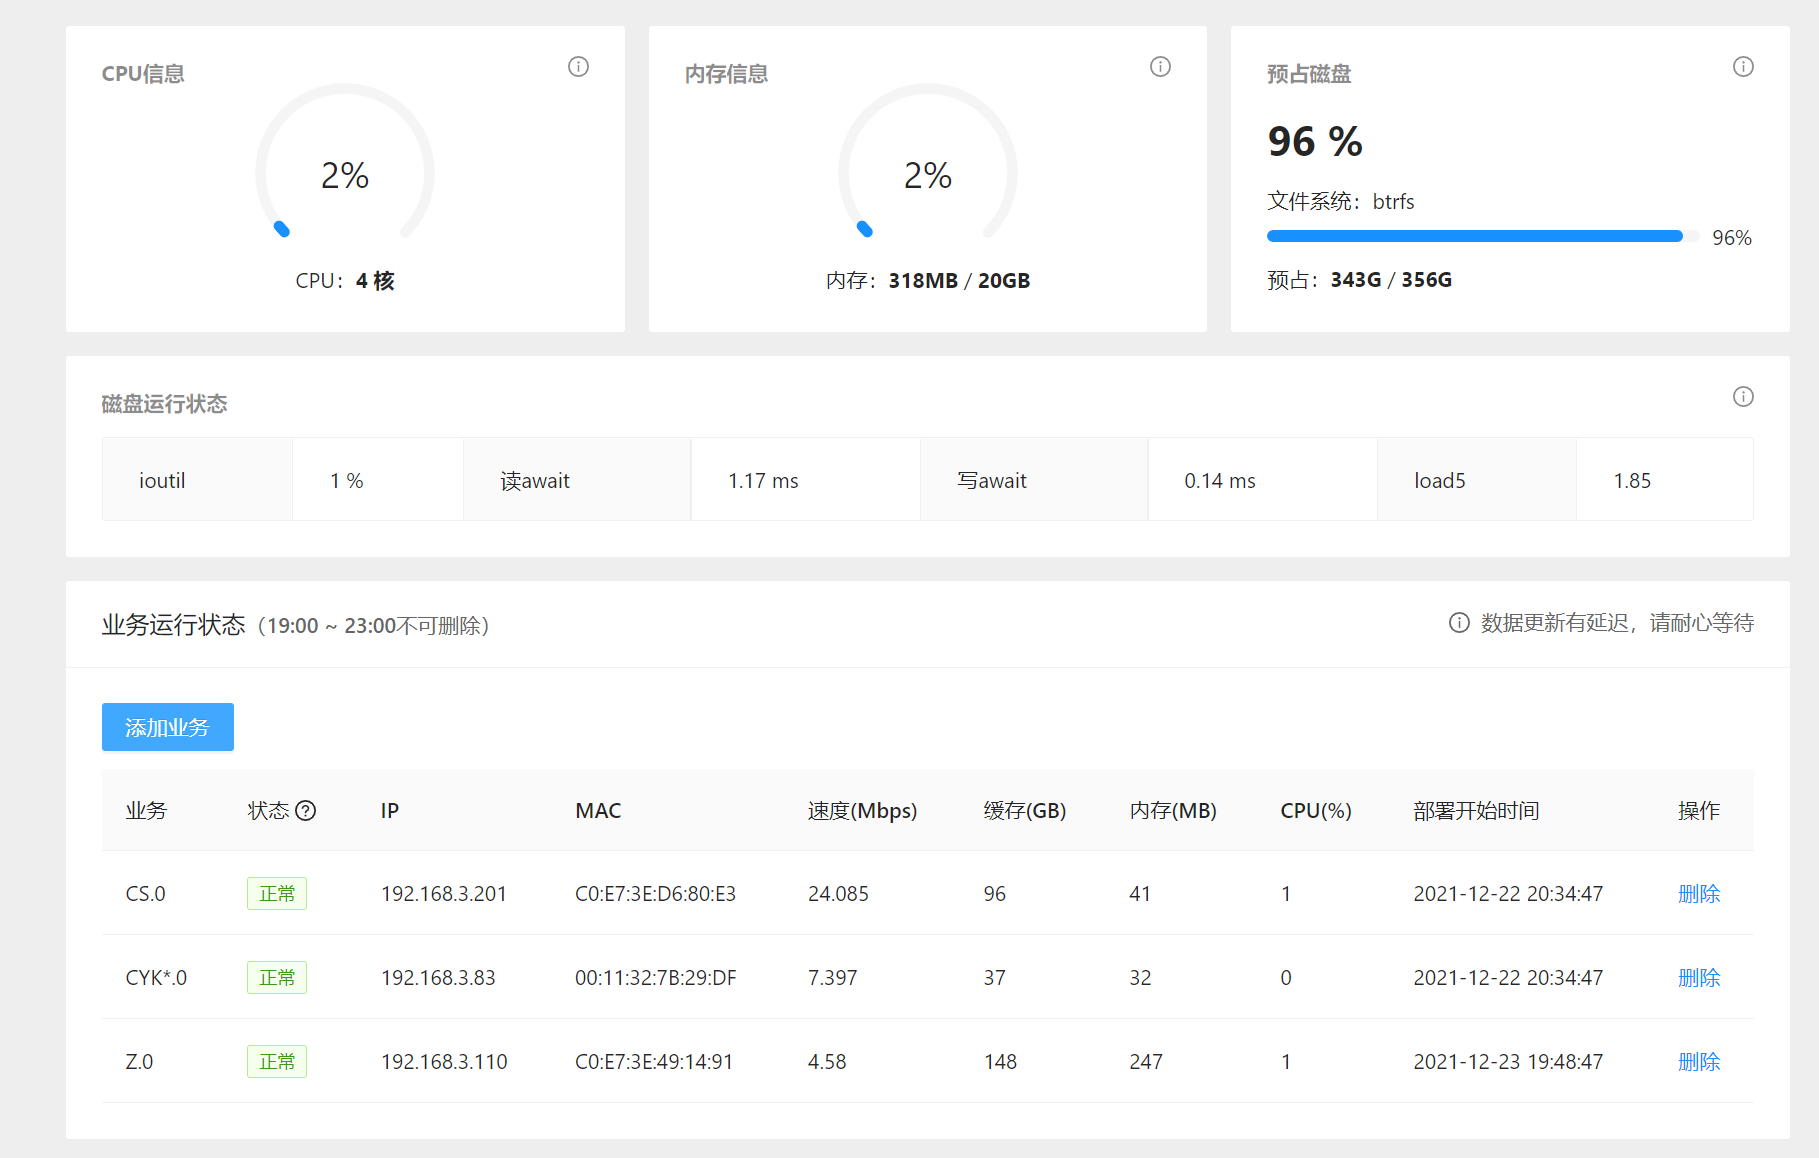 CPU信息
2%
CPU：4 核
内存信息
2%
内存：318MB / 20GB
预占磁盘
96 %
文件系统：btrfs
96%
预占：343G / 356G
磁盘运行状态
ioutil 1 % 读await 1.17 ms 写await 0.14 ms load5 1.85
业务运行状态（19:00 ~ 23:00不可删除） 数据更新有延迟，请耐心等待
添加业务
业务 状态 IP MAC 速度(Mbps) 缓存(GB) 内存(MB) CPU(%) 部署开始时间 操作
CS.0 正常 192.168.3.201 C0:E7:3E:D6:80:E3 24.085 96 41 1 2021-12-22 20:34:47 删除
CYK*.0 正常 192.168.3.83 00:11:32:7B:29:DF 7.397 37 32 0 2021-12-22 20:34:47 删除
Z.0 正常 192.168.3.110 C0:E7:3E:49:14:91 4.58 148 247 1 2021-12-23 19:48:47 删除